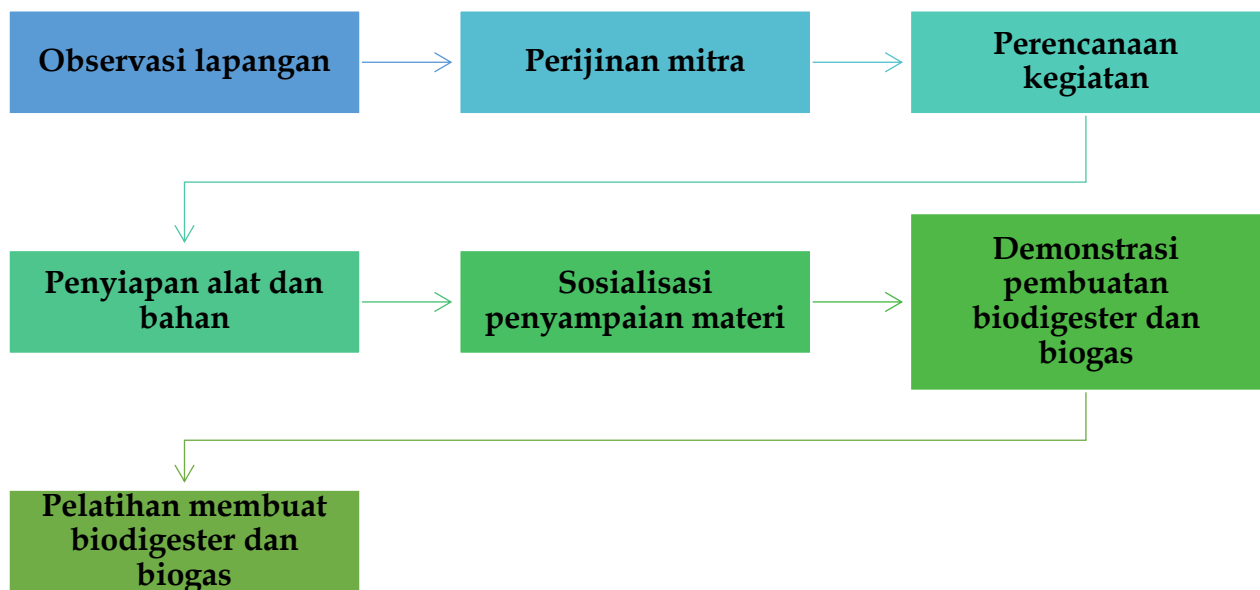 Observasi lapangan
Perijinan mitra
Perencanaan
kegiatan
Penyiapan alat dan
bahan
Sosialisasi
penyampaian materi
Demonstrasi
pembuatan
biodigester dan
biogas
Pelatihan membuat
biodigester dan
biogas